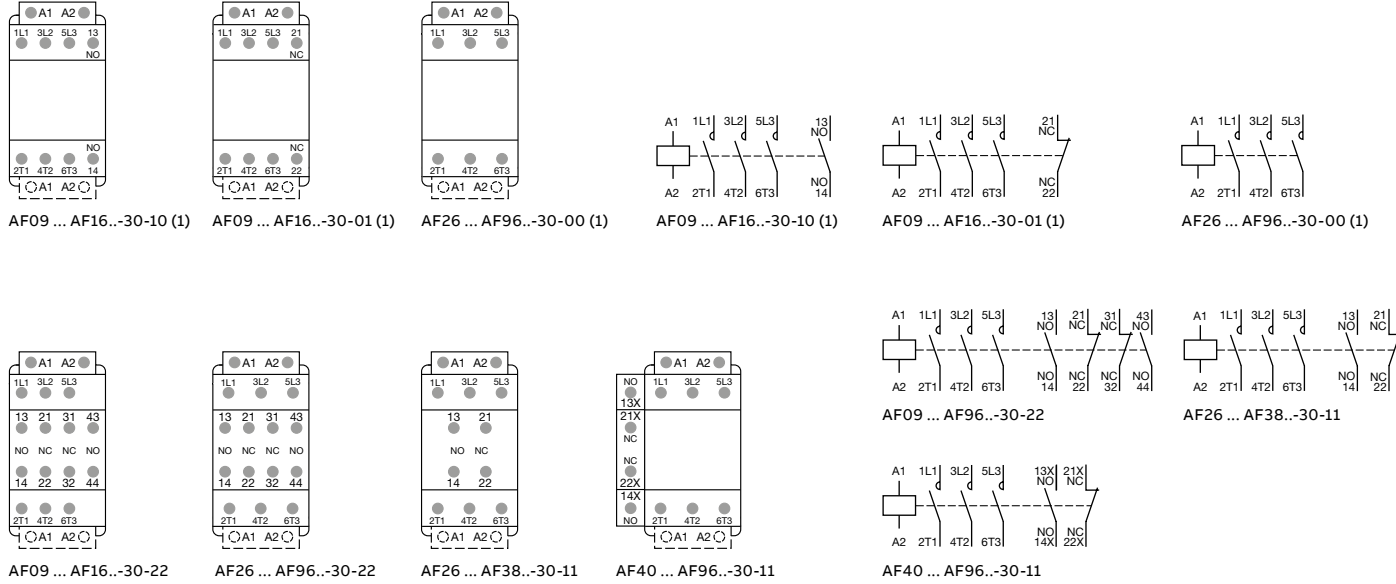 A1 A2
1L1 3L2 5L3 13
NO
NO
2T1 4T2 6T3 14
A1 A2
AF09 ... AF16..-30-10 (1)
A1 A2
1L1 3L2 5L3 21
NC
NC
2T1 4T2 6T3 22
A1 A2
AF09 ... AF16..-30-01 (1)
A1 A2
1L1 3L2 5L3
2T1 4T2 6T3
A1 A2
AF26 ... AF96..-30-00 (1)
A1 1L1 3L2 5L3 13
NO
NO
A2 2T1 4T2 6T3 14
AF09 ... AF16..-30-10 (1)
A1 1L1 3L2 5L3 21
NC
NC
A2 2T1 4T2 6T3 22
AF09 ... AF16..-30-01 (1)
A1 1L1 3L2 5L3
A2 2T1 4T2 6T3
AF26 ... AF96..-30-00 (1)
A1 A2
1L1 3L2 5L3
13 21 31 43
NO NC NC NO
14 22 32 44
2T1 4T2 6T3
A1 A2
AF09 ... AF16..-30-22
A1 A2
1L1 3L2 5L3
13 21 31 43
NO NC NC NO
14 22 32 44
2T1 4T2 6T3
A1 A2
AF26 ... AF96..-30-22
A1 A2
1L1 3L2 5L3
13 21
NO NC
14 22
2T1 4T2 6T3
A1 A2
AF26 ... AF38..-30-11
A1 A2
NO 1L1 3L2 5L3
13X
21X
NC
NC
22X
14X
NO 2T1 4T2 6T3
A1 A2
AF40 ... AF96..-30-11
A1 1L1 3L2 5L3 13 21 31 43
NO NC NC NO
NO NC NC NO
A2 2T1 4T2 6T3 14 22 32 44
AF09 ... AF96..-30-22
A1 1L1 3L2 5L3 13 21
NO NC
NO NC
A2 2T1 4T2 6T3 14 22
AF26 ... AF38..-30-11
A1 1L1 3L2 5L3 13X 21X
NO NC
NO NC
A2 2T1 4T2 6T3 14X 22X
AF40 ... AF96..-30-11